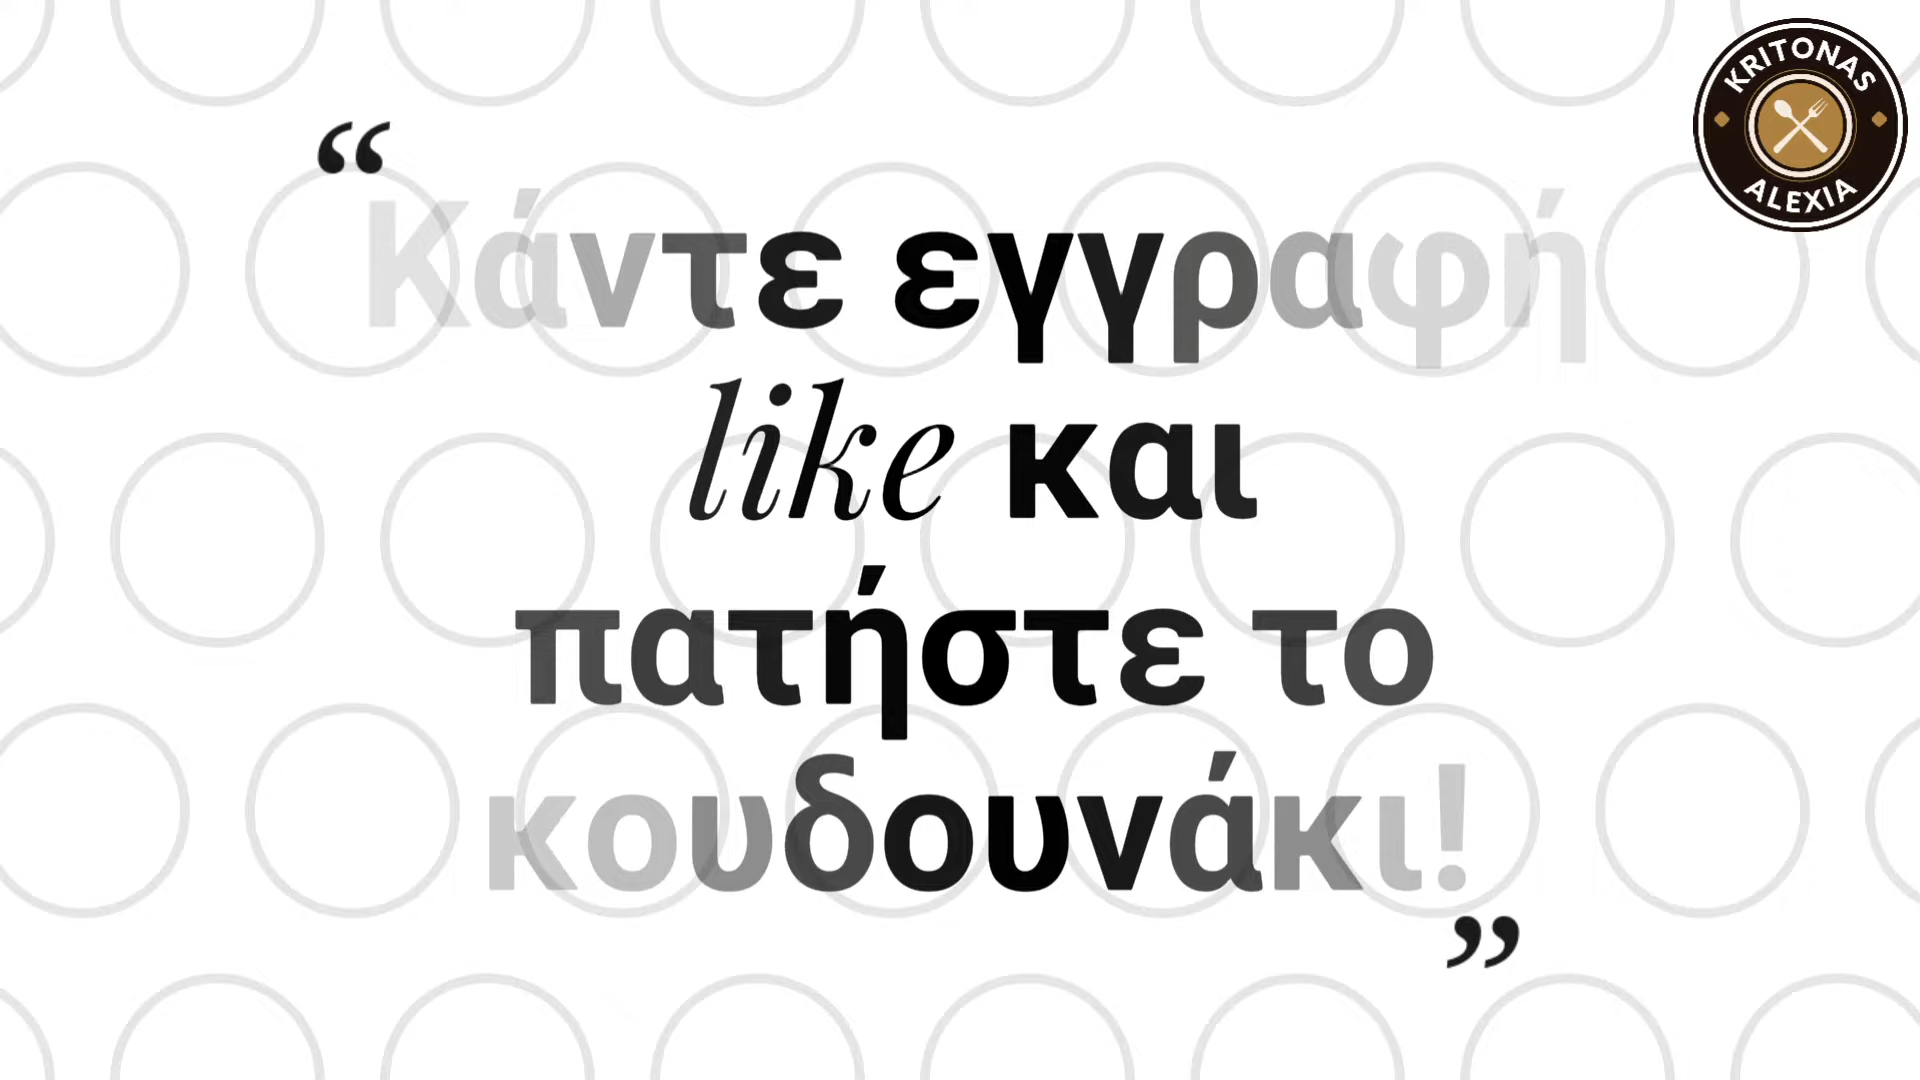 “
Κάντε εγγραφή
like και
πατήστε το
κουδουνάκι!
”
KRITONAS
ALEXIA